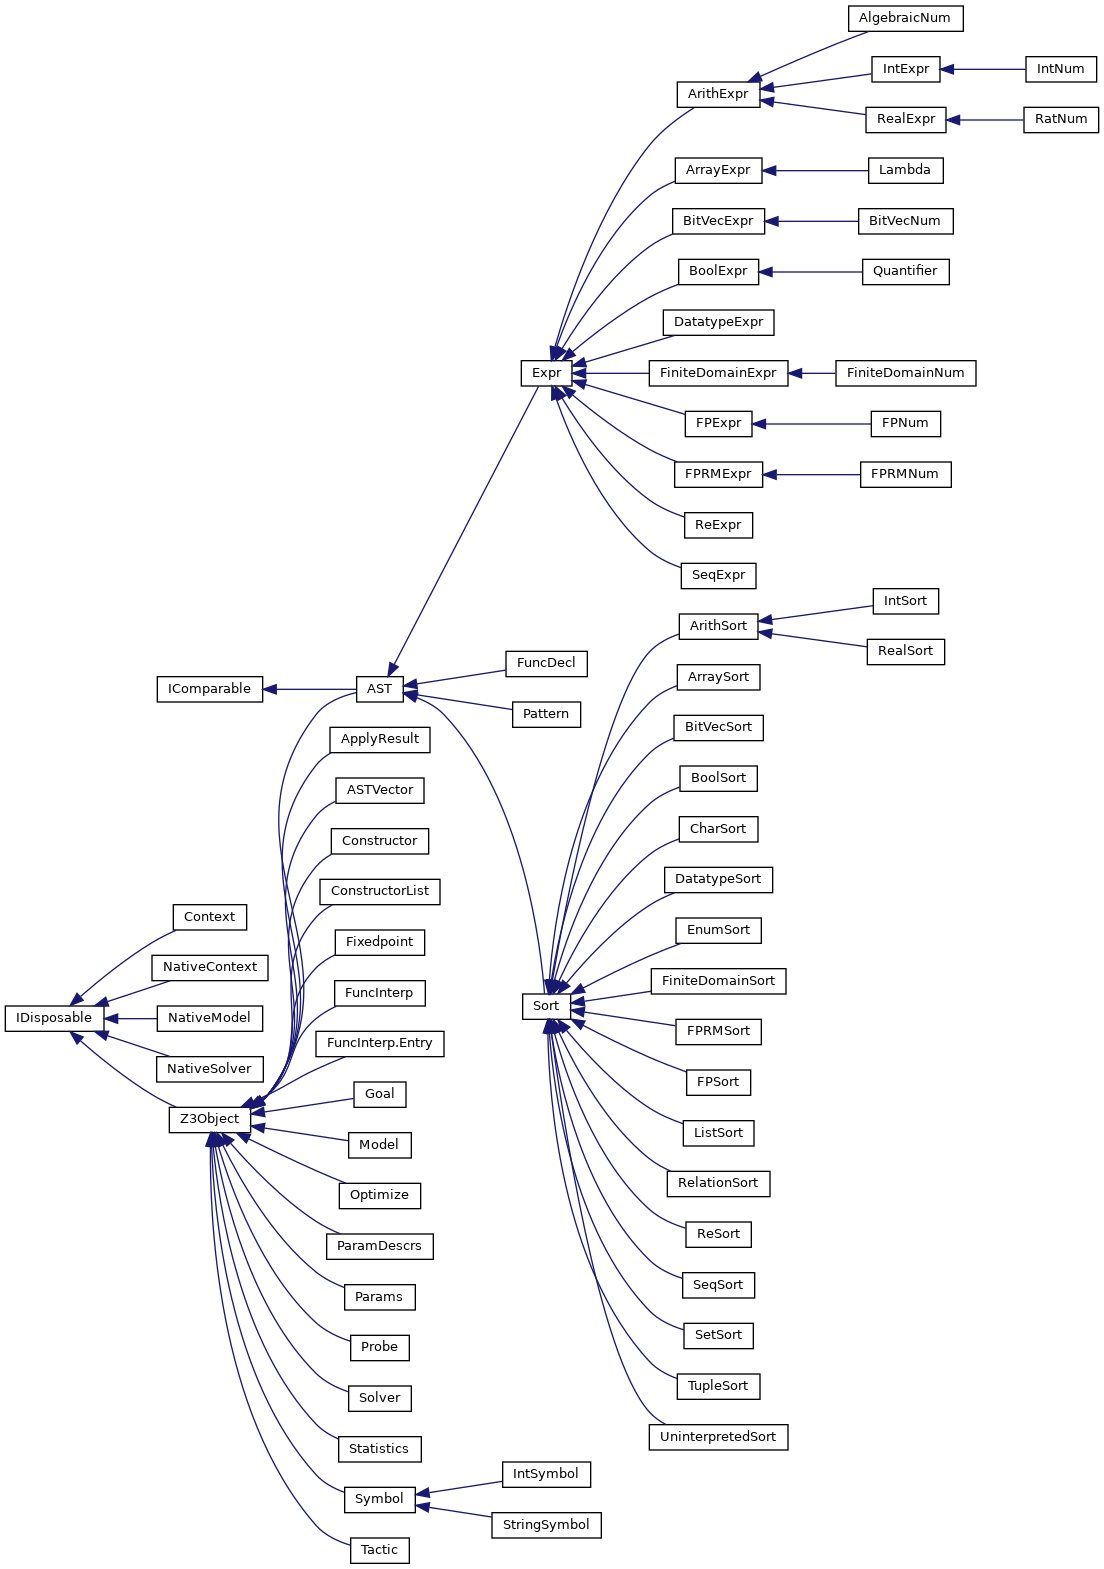 AlgebraicNum
IntExpr
IntNum
ArithExpr
RealExpr
RatNum
ArrayExpr
Lambda
BitVecExpr
BitVecNum
BoolExpr
Quantifier
DatatypeExpr
Expr
FiniteDomainExpr
FiniteDomainNum
FPExpr
FPNum
FPRMExpr
FPRMNum
ReExpr
SeqExpr
IntSort
ArithSort
RealSort
FuncDecl
ArraySort
IComparable
AST
Pattern
BitVecSort
ApplyResult
BoolSort
ASTVector
CharSort
Constructor
DatatypeSort
ConstructorList
Context
EnumSort
Fixedpoint
NativeContext
FiniteDomainSort
FuncInterp
Sort
IDisposable
NativeModel
FPRMSort
FuncInterp.Entry
NativeSolver
FPSort
Goal
Z3Object
ListSort
Model
RelationSort
Optimize
ReSort
ParamDescrs
SeqSort
Params
SetSort
Probe
TupleSort
Solver
UninterpretedSort
Statistics
IntSymbol
Symbol
StringSymbol
Tactic